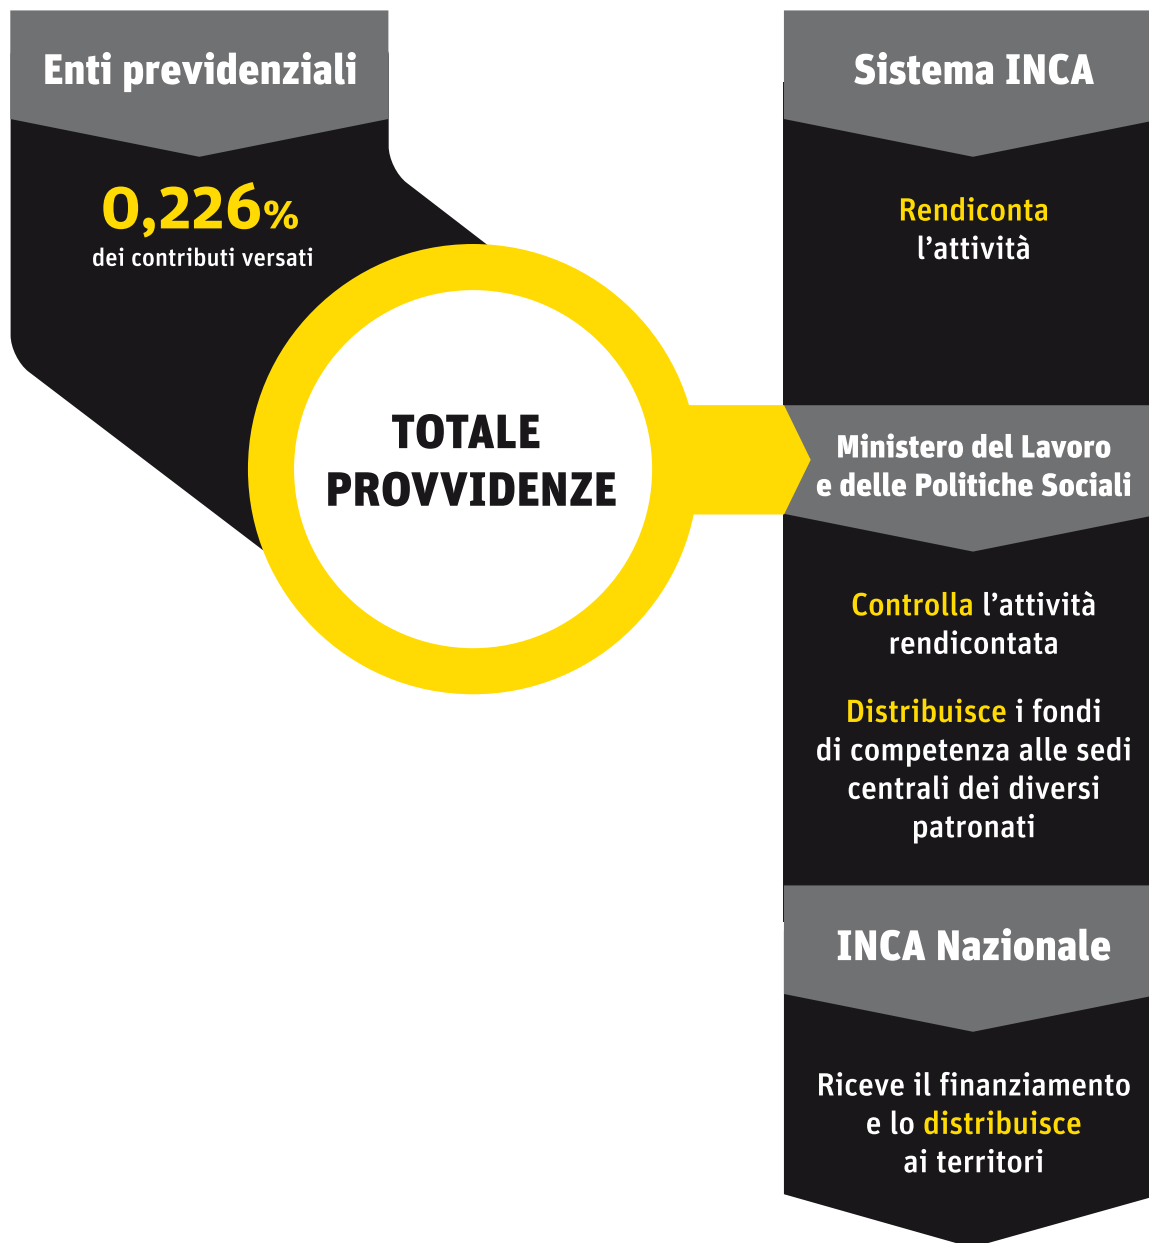 Enti previdenziali
0,226%
dei contributi versati
TOTALE
PROVVIDENZE
Sistema INCA
Rendiconta
l’attività
Ministero del Lavoro
e delle Politiche Sociali
Controlla l’attività
rendicontata
Distribuisce i fondi
di competenza alle sedi
centrali dei diversi
patronati
INCA Nazionale
Riceve il finanziamento
e lo distribuisce
ai territori